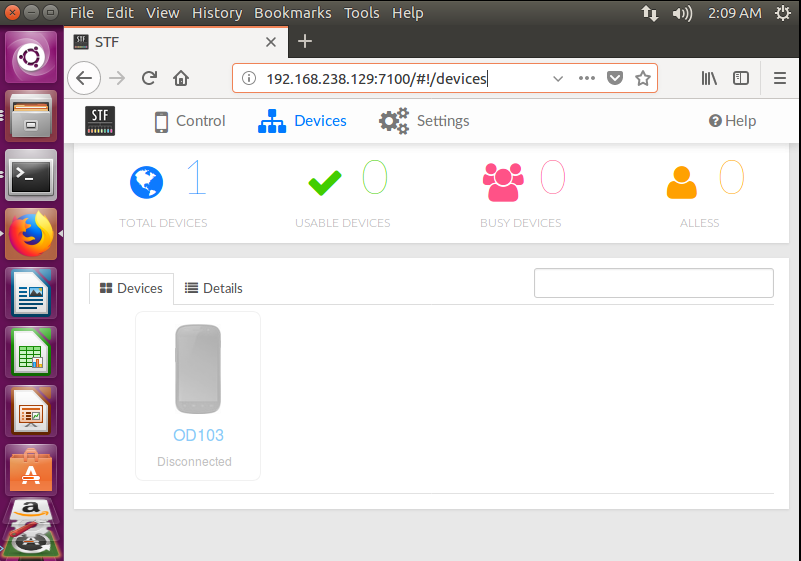 File Edit View History Bookmarks Tools Help 2:09 AM
STF
192.168.238.129:7100/#!/devices
STF Control Devices Settings Help
1 0 0 0
TOTAL DEVICES USABLE DEVICES BUSY DEVICES ALLESS
Devices Details
OD103
Disconnected